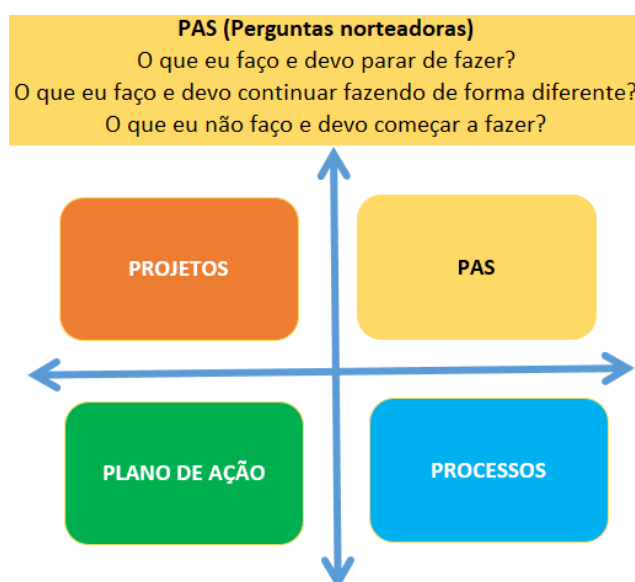 PAS (Perguntas norteadoras)
O que eu faço e devo parar de fazer?
O que eu faço e devo continuar fazendo de forma diferente?
O que eu não faço e devo começar a fazer?
PROJETOS
PAS
PLANO DE AÇÃO
PROCESSOS